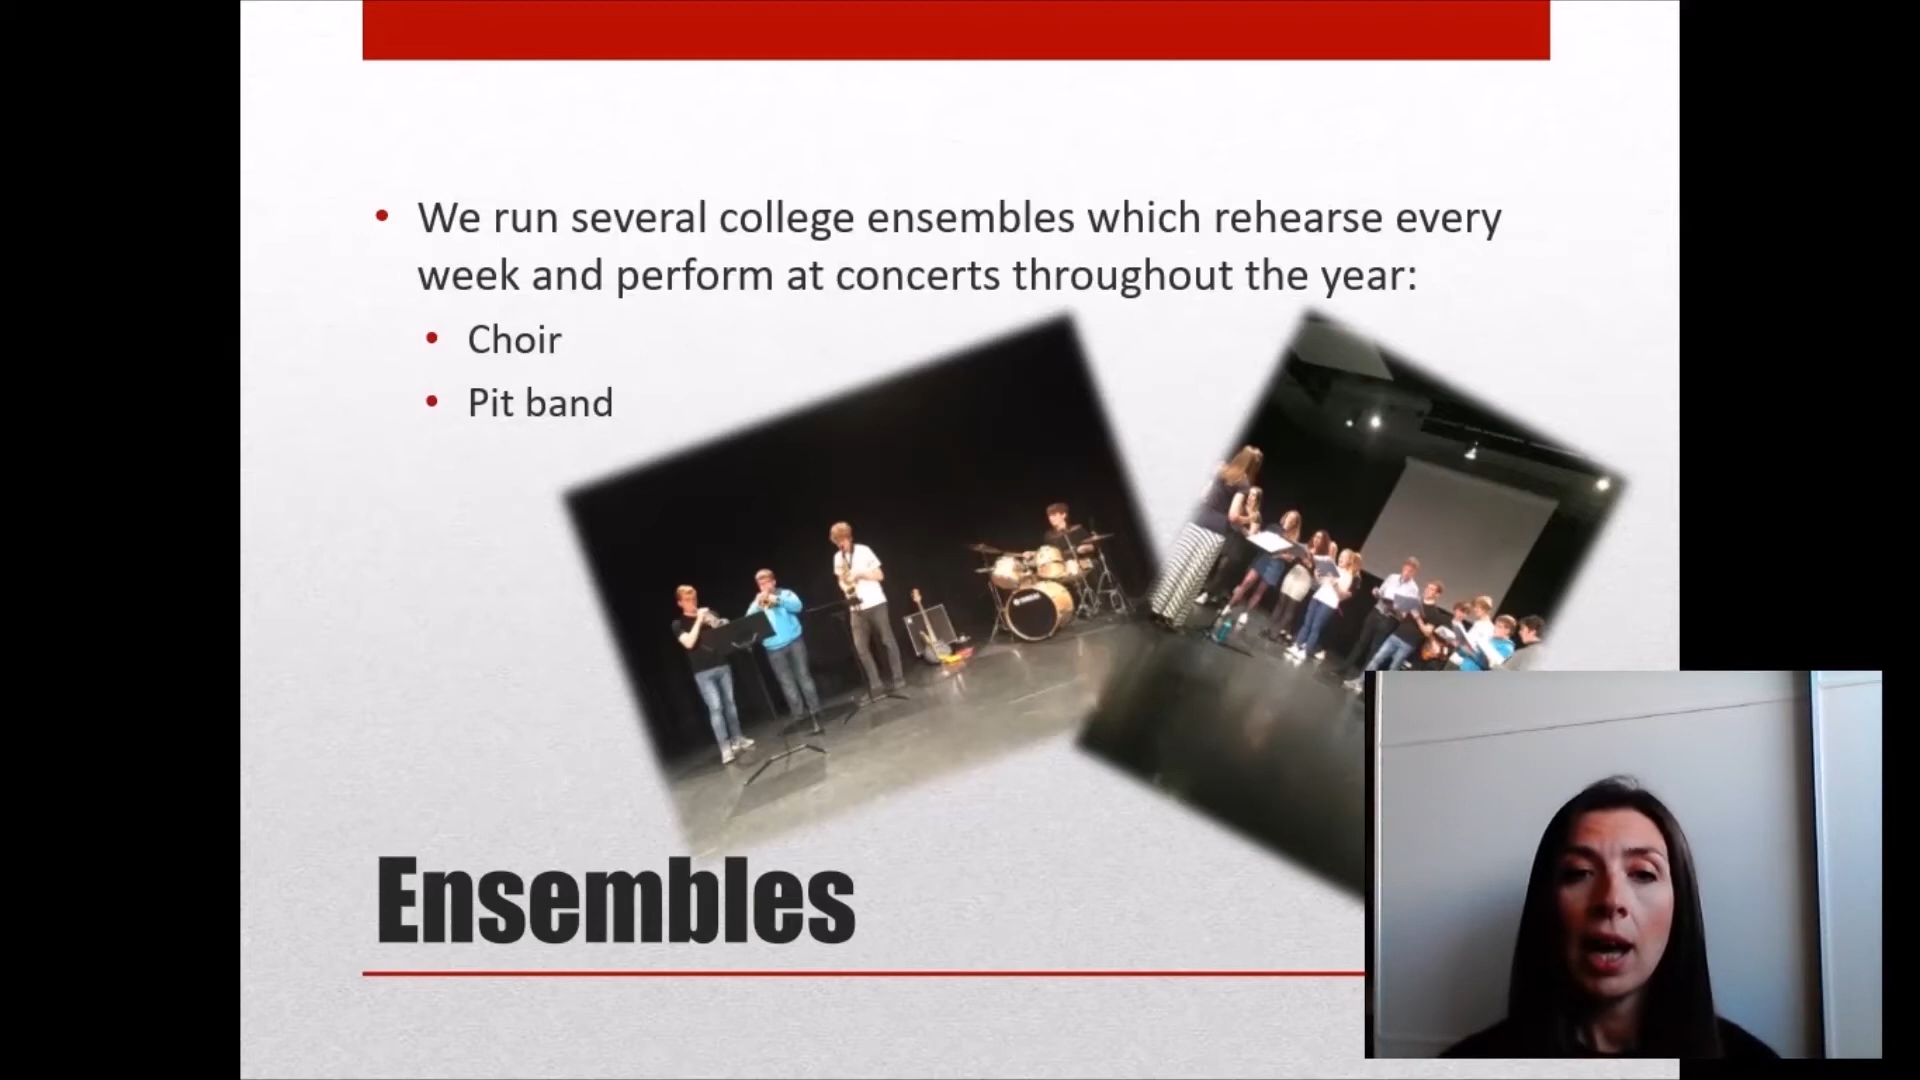 We run several college ensembles which rehearse every
week and perform at concerts throughout the year:
Choir
Pit band
Ensembles